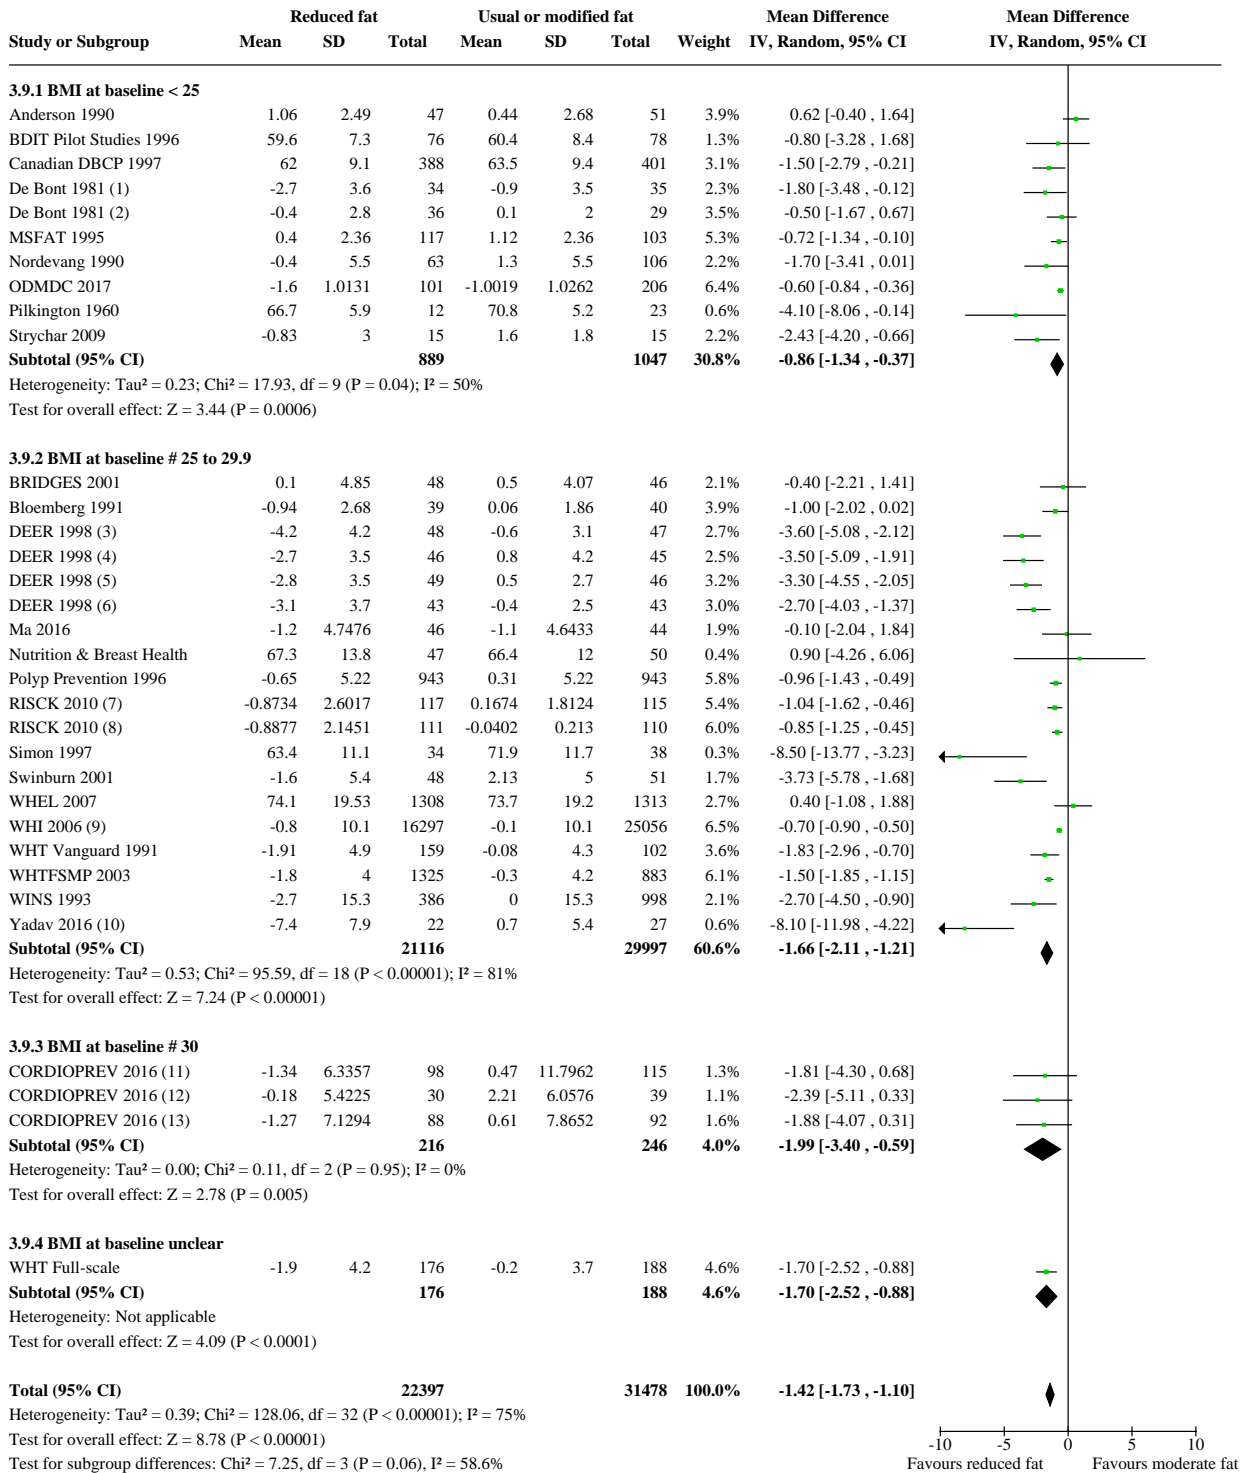 Reduced fat Usual or modified fat Mean Difference Mean Difference
Study or Subgroup Mean SD Total Mean SD Total Weight IV, Random, 95% CI IV, Random, 95% CI
3.9.1 BMI at baseline < 25
Anderson 1990 1.06 2.49 47 0.44 2.68 51 3.9% 0.62 [-0.40 , 1.64]
BDIT Pilot Studies 1996 59.6 7.3 76 60.4 8.4 78 1.3% -0.80 [-3.28 , 1.68]
Canadian DBCP 1997 62 9.1 388 63.5 9.4 401 3.1% -1.50 [-2.79 , -0.21]
De Bont 1981 (1) -2.7 3.6 34 -0.9 3.5 35 2.3% -1.80 [-3.48 , -0.12]
De Bont 1981 (2) -0.4 2.8 36 0.1 2 29 3.5% -0.50 [-1.67 , 0.67]
MSFAT 1995 0.4 2.36 117 1.12 2.36 103 5.3% -0.72 [-1.34 , -0.10]
Nordevang 1990 -0.4 5.5 63 1.3 5.5 106 2.2% -1.70 [-3.41 , 0.01]
ODMDC 2017 -1.6 1.0131 101 -1.0019 1.0262 206 6.4% -0.60 [-0.84 , -0.36]
Pilkington 1960 66.7 5.9 12 70.8 5.2 23 0.6% -4.10 [-8.06 , -0.14]
Strychar 2009 -0.83 3 15 1.6 1.8 15 2.2% -2.43 [-4.20 , -0.66]
Subtotal (95% CI) 889 1047 30.8% -0.86 [-1.34 , -0.37]
Heterogeneity: Tau² = 0.23; Chi² = 17.93, df = 9 (P = 0.04); I² = 50%
Test for overall effect: Z = 3.44 (P = 0.0006)
3.9.2 BMI at baseline # 25 to 29.9
BRIDGES 2001 0.1 4.85 48 0.5 4.07 46 2.1% -0.40 [-2.21 , 1.41]
Bloemberg 1991 -0.94 2.68 39 0.06 1.86 40 3.9% -1.00 [-2.02 , 0.02]
DEER 1998 (3) -4.2 4.2 48 -0.6 3.1 47 2.7% -3.60 [-5.08 , -2.12]
DEER 1998 (4) -2.7 3.5 46 0.8 4.2 45 2.5% -3.50 [-5.09 , -1.91]
DEER 1998 (5) -2.8 3.5 49 0.5 2.7 46 3.2% -3.30 [-4.55 , -2.05]
DEER 1998 (6) -3.1 3.7 43 -0.4 2.5 43 3.0% -2.70 [-4.03 , -1.37]
Ma 2016 -1.2 4.7476 46 -1.1 4.6433 44 1.9% -0.10 [-2.04 , 1.84]
Nutrition & Breast Health 67.3 13.8 47 66.4 12 50 0.4% 0.90 [-4.26 , 6.06]
Polyp Prevention 1996 -0.65 5.22 943 0.31 5.22 943 5.8% -0.96 [-1.43 , -0.49]
RISCK 2010 (7) -0.8734 2.6017 117 0.1674 1.8124 115 5.4% -1.04 [-1.62 , -0.46]
RISCK 2010 (8) -0.8877 2.1451 111 -0.0402 0.213 110 6.0% -0.85 [-1.25 , -0.45]
Simon 1997 63.4 11.1 34 71.9 11.7 38 0.3% -8.50 [-13.77 , -3.23]
Swinburn 2001 -1.6 5.4 48 2.13 5 51 1.7% -3.73 [-5.78 , -1.68]
WHEL 2007 74.1 19.53 1308 73.7 19.2 1313 2.7% 0.40 [-1.08 , 1.88]
WHI 2006 (9) -0.8 10.1 16297 -0.1 10.1 25056 6.5% -0.70 [-0.90 , -0.50]
WHT Vanguard 1991 -1.91 4.9 159 -0.08 4.3 102 3.6% -1.83 [-2.96 , -0.70]
WHTFSMP 2003 -1.8 4 1325 -0.3 4.2 883 6.1% -1.50 [-1.85 , -1.15]
WINS 1993 -2.7 15.3 386 0 15.3 998 2.1% -2.70 [-4.50 , -0.90]
Yadav 2016 (10) -7.4 7.9 22 0.7 5.4 27 0.6% -8.10 [-11.98 , -4.22]
Subtotal (95% CI) 21116 29997 60.6% -1.66 [-2.11 , -1.21]
Heterogeneity: Tau² = 0.53; Chi² = 95.59, df = 18 (P < 0.00001); I² = 81%
Test for overall effect: Z = 7.24 (P < 0.00001)
3.9.3 BMI at baseline # 30
CORDIOPREV 2016 (11) -1.34 6.3357 98 0.47 11.7962 115 1.3% -1.81 [-4.30 , 0.68]
CORDIOPREV 2016 (12) -0.18 5.4225 30 2.21 6.0576 39 1.1% -2.39 [-5.11 , 0.33]
CORDIOPREV 2016 (13) -1.27 7.1294 88 0.61 7.8652 92 1.6% -1.88 [-4.07 , 0.31]
Subtotal (95% CI) 216 246 4.0% -1.99 [-3.40 , -0.59]
Heterogeneity: Tau² = 0.00; Chi² = 0.11, df = 2 (P = 0.95); I² = 0%
Test for overall effect: Z = 2.78 (P = 0.005)
3.9.4 BMI at baseline unclear
WHT Full-scale -1.9 4.2 176 -0.2 3.7 188 4.6% -1.70 [-2.52 , -0.88]
Subtotal (95% CI) 176 188 4.6% -1.70 [-2.52 , -0.88]
Heterogeneity: Not applicable
Test for overall effect: Z = 4.09 (P < 0.0001)
Total (95% CI) 22397 31478 100.0% -1.42 [-1.73 , -1.10]
Heterogeneity: Tau² = 0.39; Chi² = 128.06, df = 32 (P < 0.00001); I² = 75%
Test for overall effect: Z = 8.78 (P < 0.00001)
-10 -5 0 5 10
Test for subgroup differences: Chi² = 7.25, df = 3 (P = 0.06), I² = 58.6%
Favours reduced fat Favours moderate fat